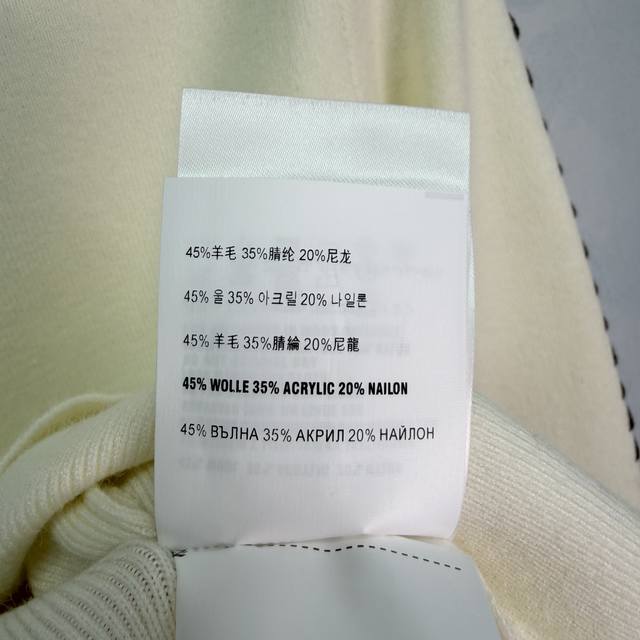 45%羊毛 35%腈纶 20%尼龙
45% 울 35% 아크릴 20% 나일론
45% 羊毛 35%腈綸 20%尼龍
45% WOLLE 35% ACRYLIC 20% NAILON
45% ВЪЛНА 35% АКРИЛ 20% НАЙЛОН